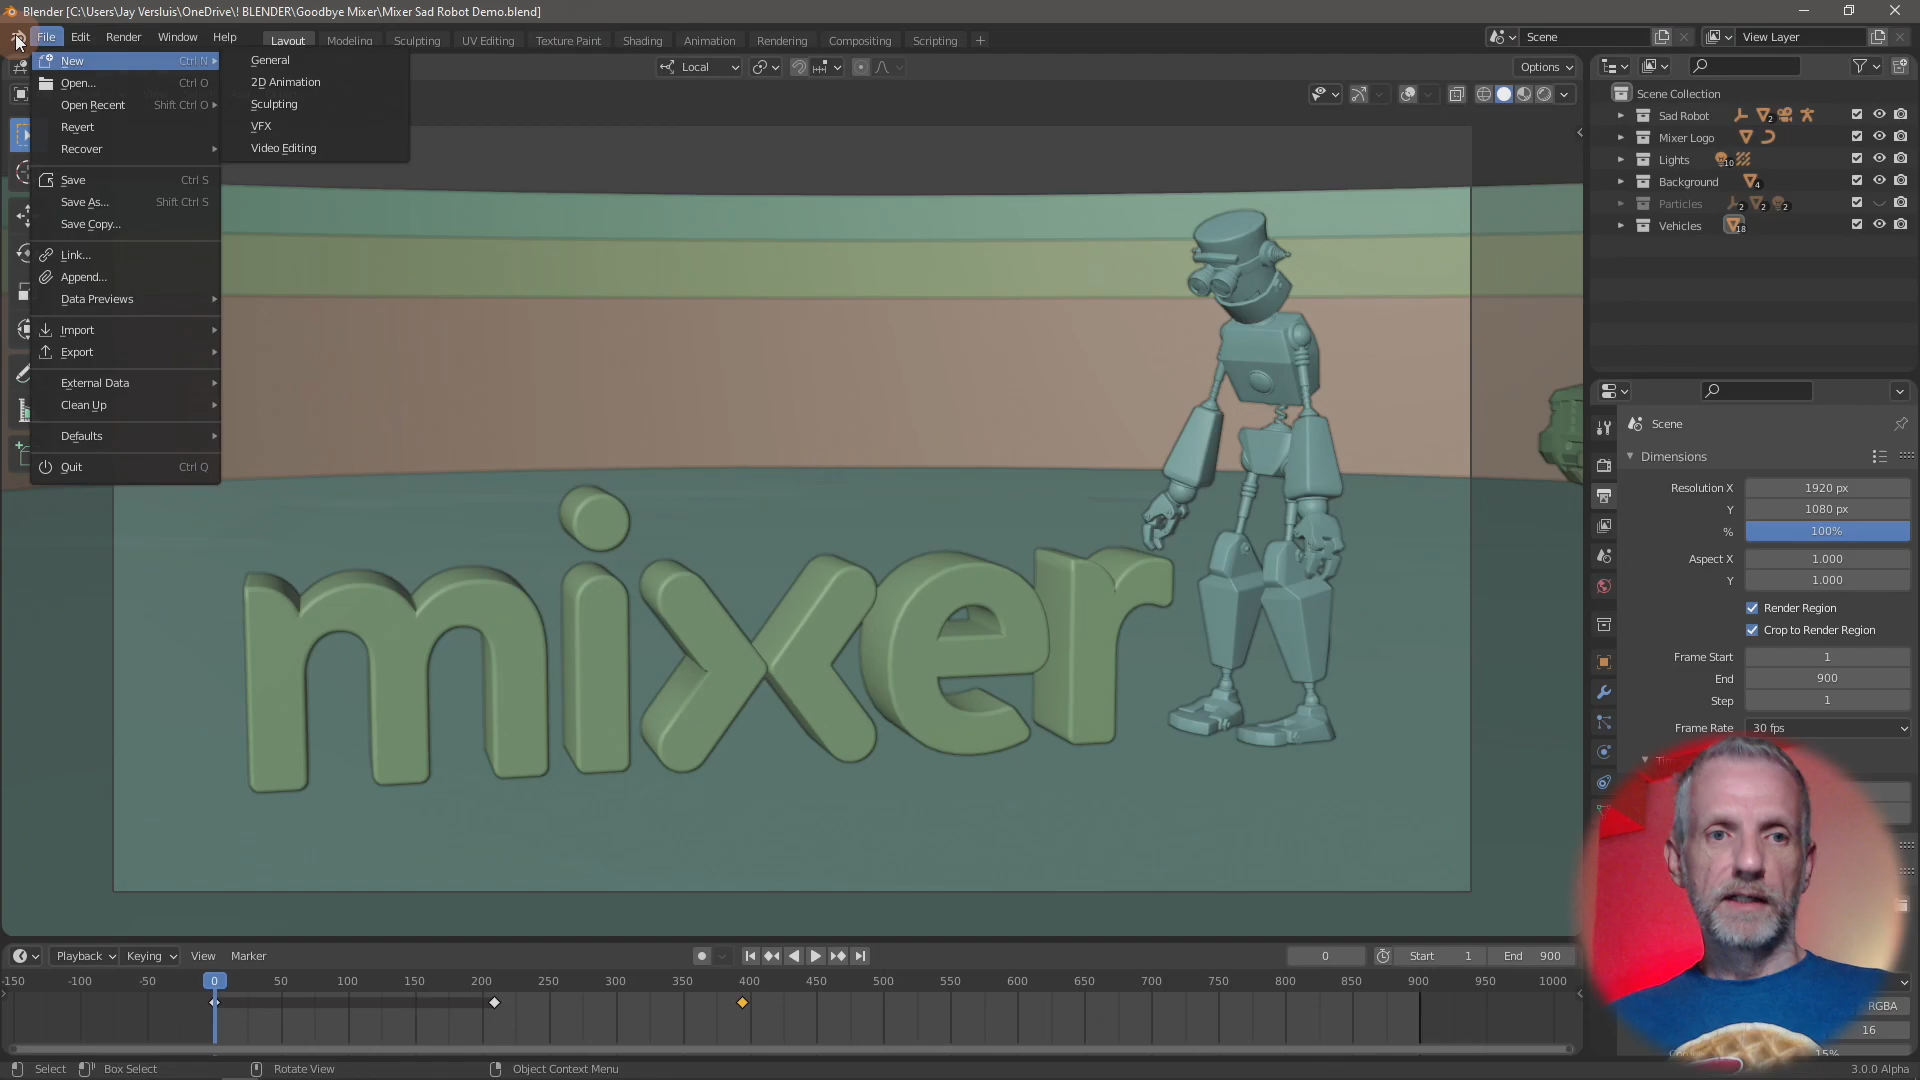 Blender [C:\Users\Jay Versluis\OneDrive\! BLENDER\Goodbye Mixer\Mixer Sad Robot Demo.blend]
File Edit Render Window Help Layout Modeling Sculpting UV Editing Texture Paint Shading Animation Rendering Compositing Scripting + Scene View Layer
New Ctrl N
Open... Ctrl O
Open Recent Shift Ctrl O
Revert
Recover
Save Ctrl S
Save As... Shift Ctrl S
Save Copy...
Link...
Append...
Data Previews
Import
Export
External Data
Clean Up
Defaults
Quit Ctrl Q
General
2D Animation
Sculpting
VFX
Video Editing
Local
Options
Scene Collection
Sad Robot 2
Mixer Logo
Lights 10
Background 4
Particles 2 2 2
Vehicles 18
mixer
Scene
Dimensions
Resolution X 1920 px
Y 1080 px
% 100%
Aspect X 1.000
Y 1.000
Render Region
Crop to Render Region
Frame Start 1
End 900
Step 1
Frame Rate 30 fps
RGBA
16
15%
Playback Keying View Marker 0 Start 1 End 900
-150 -100 -50 0 50 100 150 200 250 300 350 400 450 500 550 600 650 700 750 800 850 900 950 1000
Select Box Select Rotate View Object Context Menu 3.0.0 Alpha